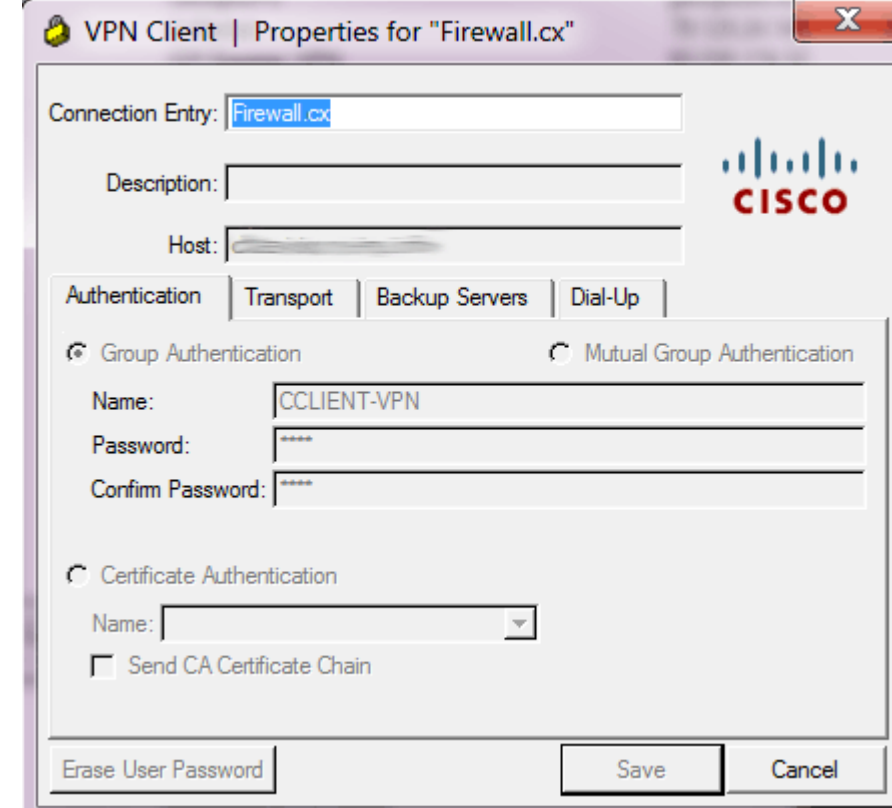 VPN Client | Properties for "Firewall.cx"
Connection Entry: Firewall.cx
CISCO
Description:
Host:
Authentication Transport Backup Servers Dial-Up
Group Authentication Mutual Group Authentication
Name: CCLIENT-VPN
Password: ****
Confirm Password: ****
Certificate Authentication
Name:
Send CA Certificate Chain
Erase User Password Save Cancel